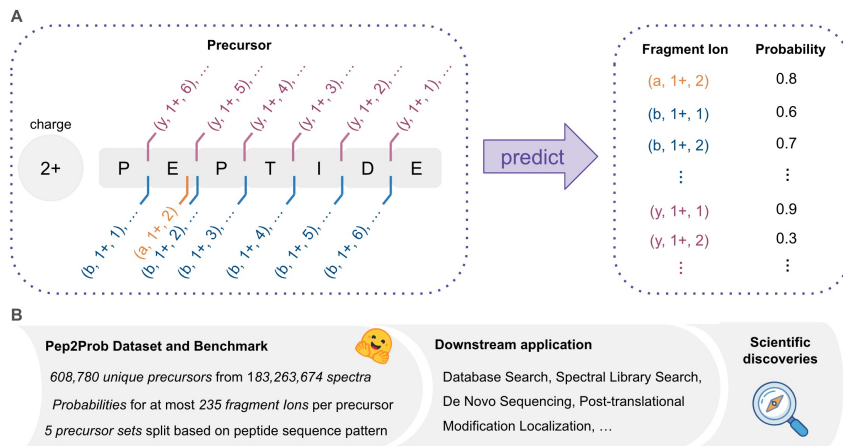 A
Precursor
(y, 1+, 6), ...
(y, 1+, 5), ...
(y, 1+, 4), ...
(y, 1+, 3), ...
(y, 1+, 2), ...
(y, 1+, 1), ...
charge
2+
P E P T I D E
(b, 1+, 1), ...
(a, 1+, 2)
(b, 1+, 2), ...
(b, 1+, 3), ...
(b, 1+, 4), ...
(b, 1+, 5), ...
(b, 1+, 6), ...
predict
Fragment Ion Probability
(a, 1+, 2) 0.8
(b, 1+, 1) 0.6
(b, 1+, 2) 0.7
⋮ ⋮
(y, 1+, 1) 0.9
(y, 1+, 2) 0.3
⋮ ⋮
B
Pep2Prob Dataset and Benchmark
608,780 unique precursors from 183,263,674 spectra
Probabilities for at most 235 fragment Ions per precursor
5 precursor sets split based on peptide sequence pattern
Downstream application
Database Search, Spectral Library Search,
De Novo Sequencing, Post-translational
Modification Localization, ...
Scientific
discoveries